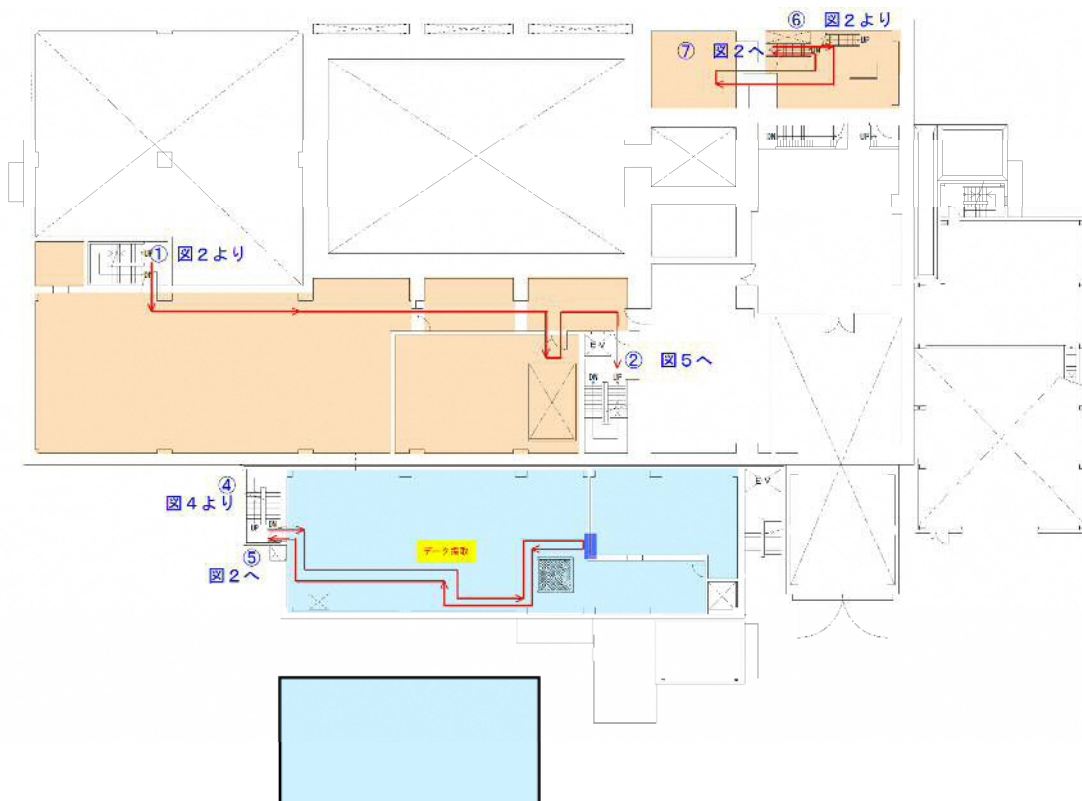 ⑥ 図2より
UP
⑦ 図2へ
DN
DN
UP
UP
① 図2より
DN
EV
② 図5へ
DN UP
④
図4より
EV
UP DN
データ採取
⑤
図2へ